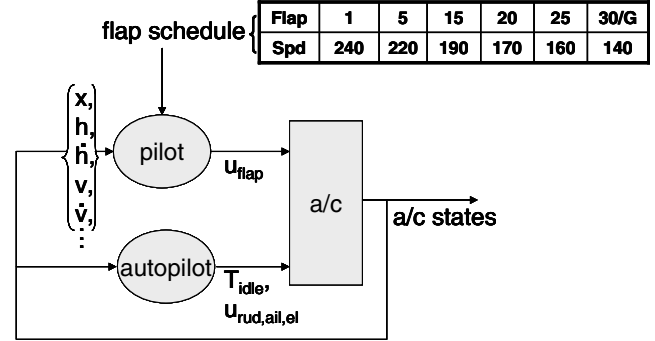 flap schedule
Flap 1 5 15 20 25 30/G
Spd 240 220 190 170 160 140
x,
h,
ḣ,
v,
v̇,
⋮
pilot
u_flap
a/c
a/c states
autopilot
T_idle,
u_rud,ail,el